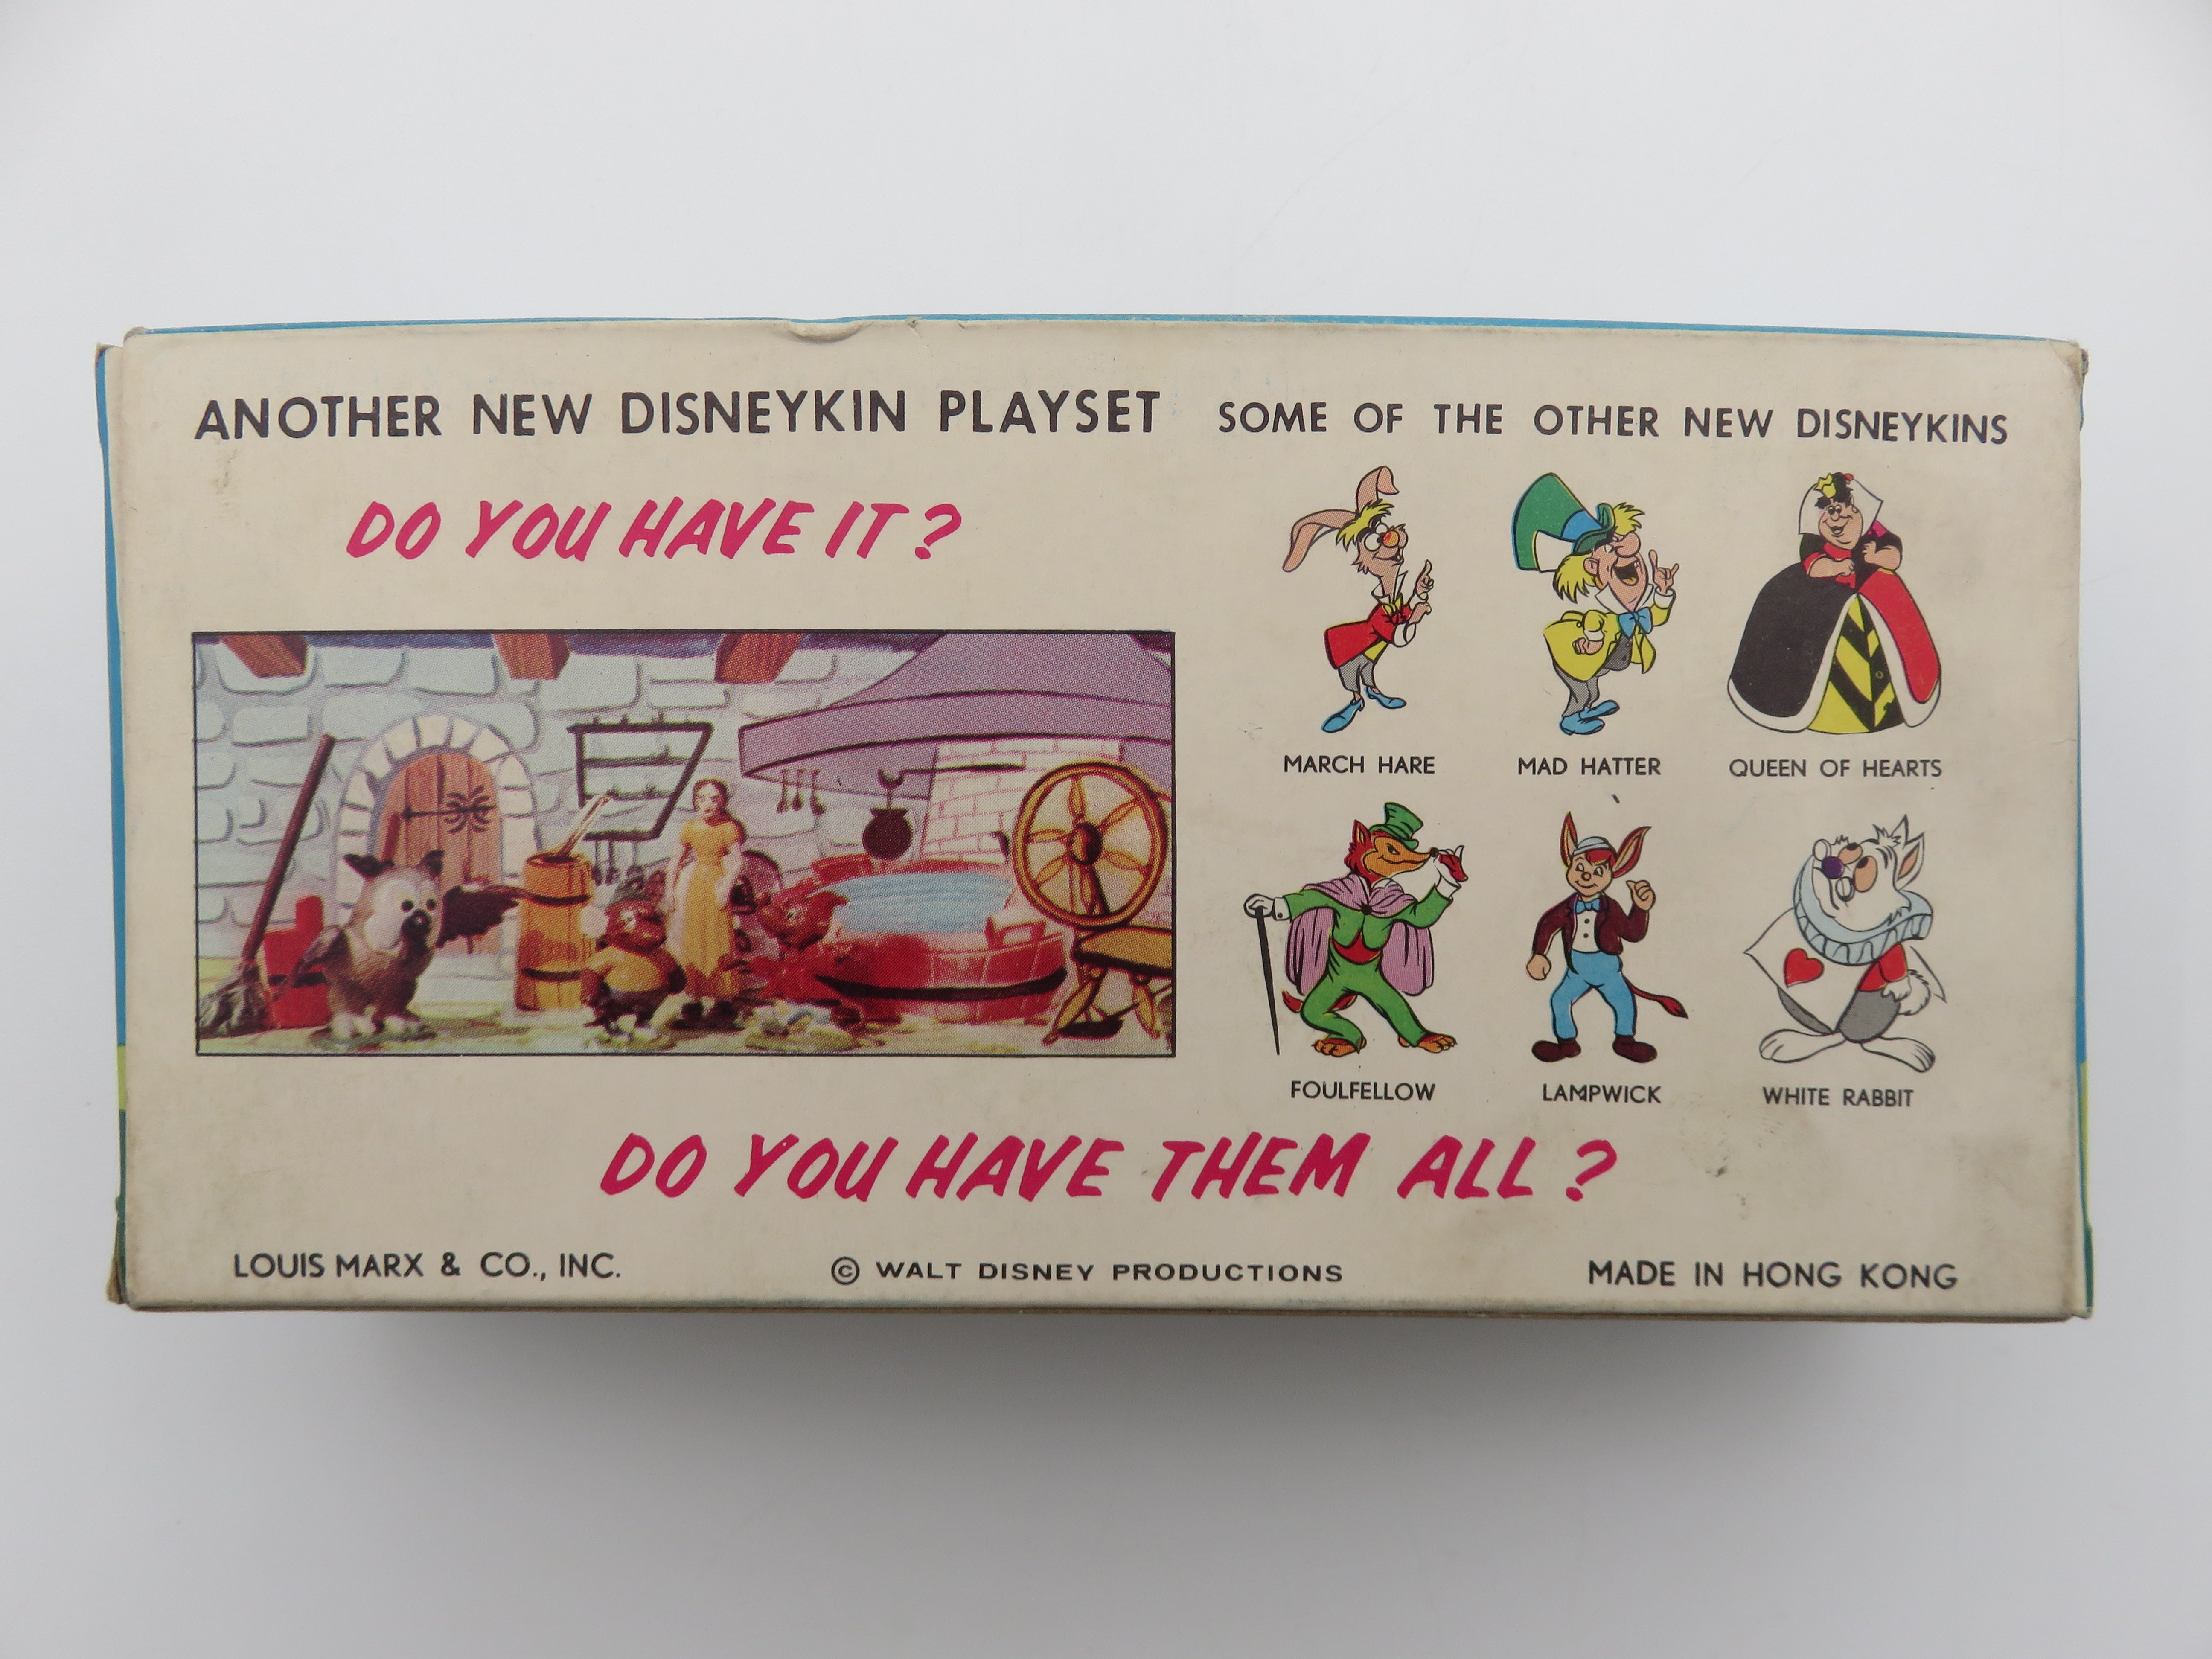 ANOTHER NEW DISNEYKIN PLAYSET
DO YOU HAVE IT?
SOME OF THE OTHER NEW DISNEYKINS
MARCH HARE
MAD HATTER
QUEEN OF HEARTS
FOULFELLOW
LAMPWICK
WHITE RABBIT
DO YOU HAVE THEM ALL?
LOUIS MARX & CO., INC.
© WALT DISNEY PRODUCTIONS
MADE IN HONG KONG